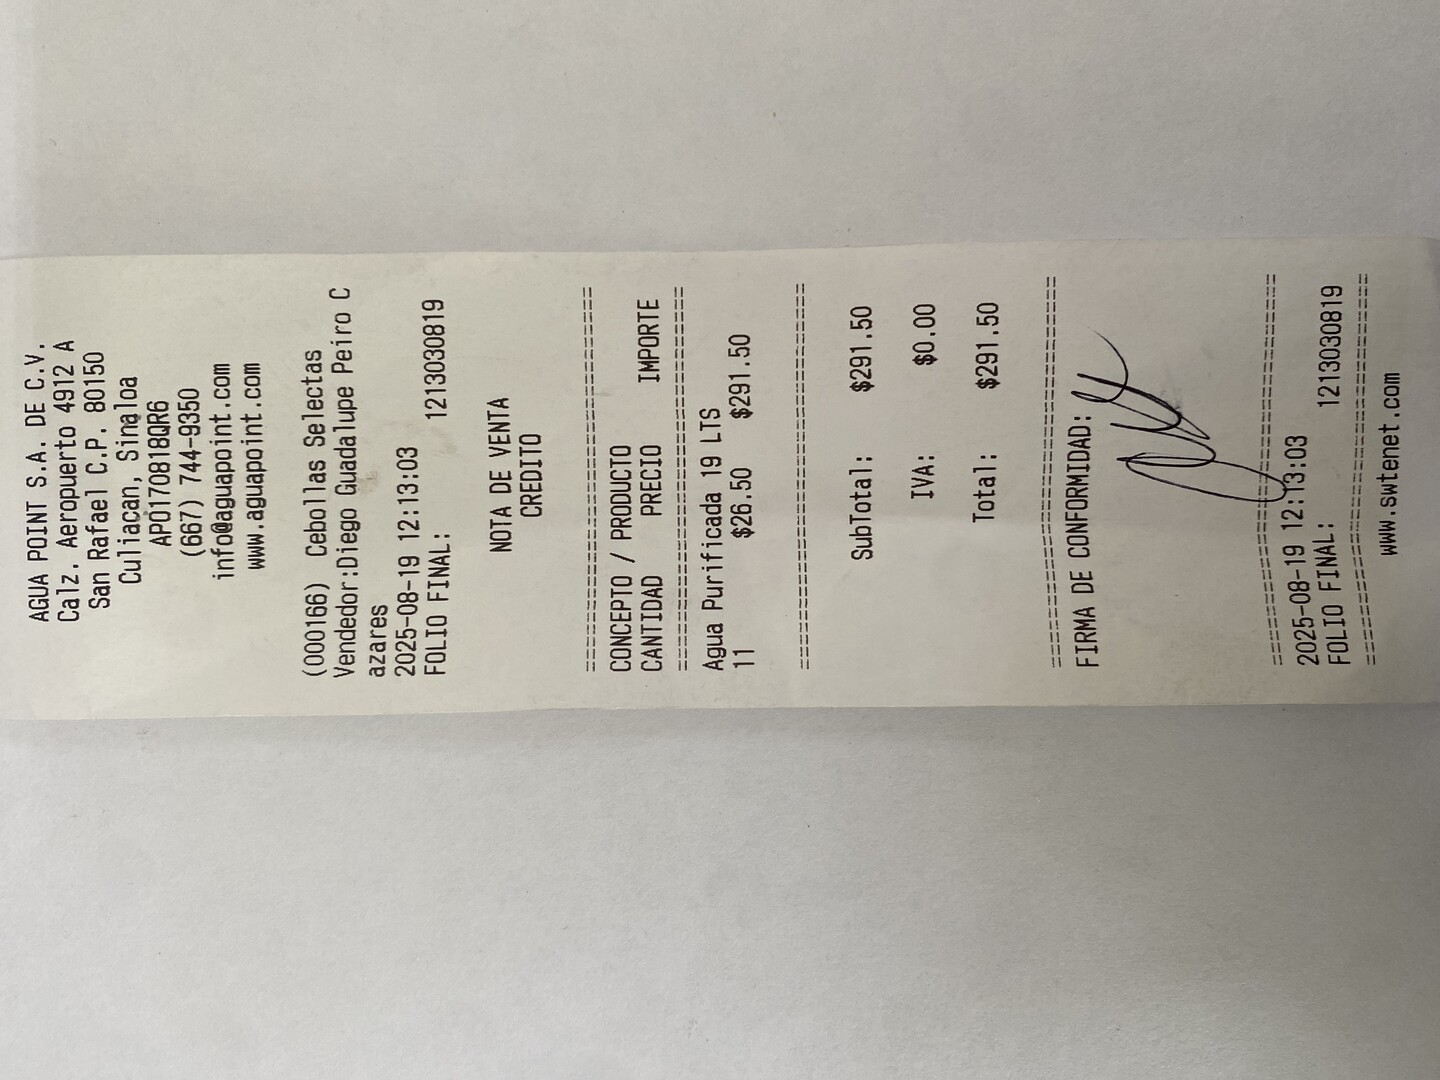 AGUA POINT S.A. DE C.V.
Calz. Aeropuerto 4912 A
San Rafael C.P. 80150
Culiacan, Sinaloa
APO170818QR6
(667) 744-9350
info@aguapoint.com
www.aguapoint.com
(000166) Cebollas Selectas
Vendedor:Diego Guadalupe Peiro C
azares
2025-08-19 12:13:03
FOLIO FINAL: 1213030819
NOTA DE VENTA
CREDITO
================================
CONCEPTO / PRODUCTO
CANTIDAD PRECIO IMPORTE
================================
Agua Purificada 19 LTS
11 $26.50 $291.50
================================
SubTotal: $291.50
IVA: $0.00
Total: $291.50
================================
FIRMA DE CONFORMIDAD:
================================
2025-08-19 12:13:03
FOLIO FINAL: 1213030819
================================
www.swtenet.com